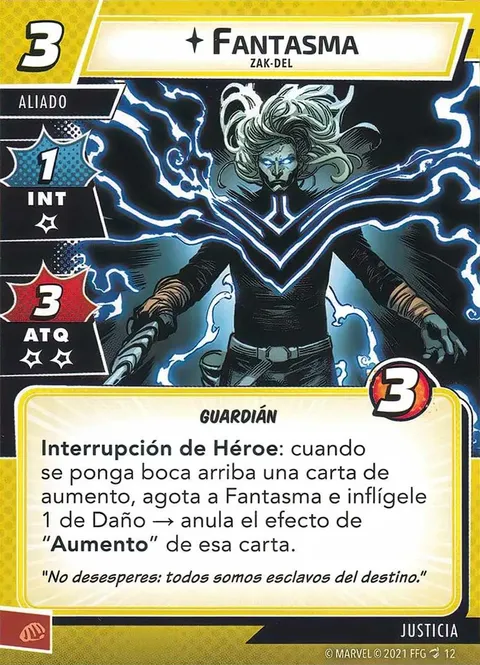 3
FANTASMA
ZAK-DEL
ALIADO
1
INT
3
ATQ
3
GUARDIÁN
Interrupción de Héroe: cuando
se ponga boca arriba una carta de
aumento, agota a Fantasma e inflígele
1 de Daño → anula el efecto de
“Aumento” de esa carta.
"No desesperes: todos somos esclavos del destino."
JUSTICIA
© MARVEL © 2021 FFG 12